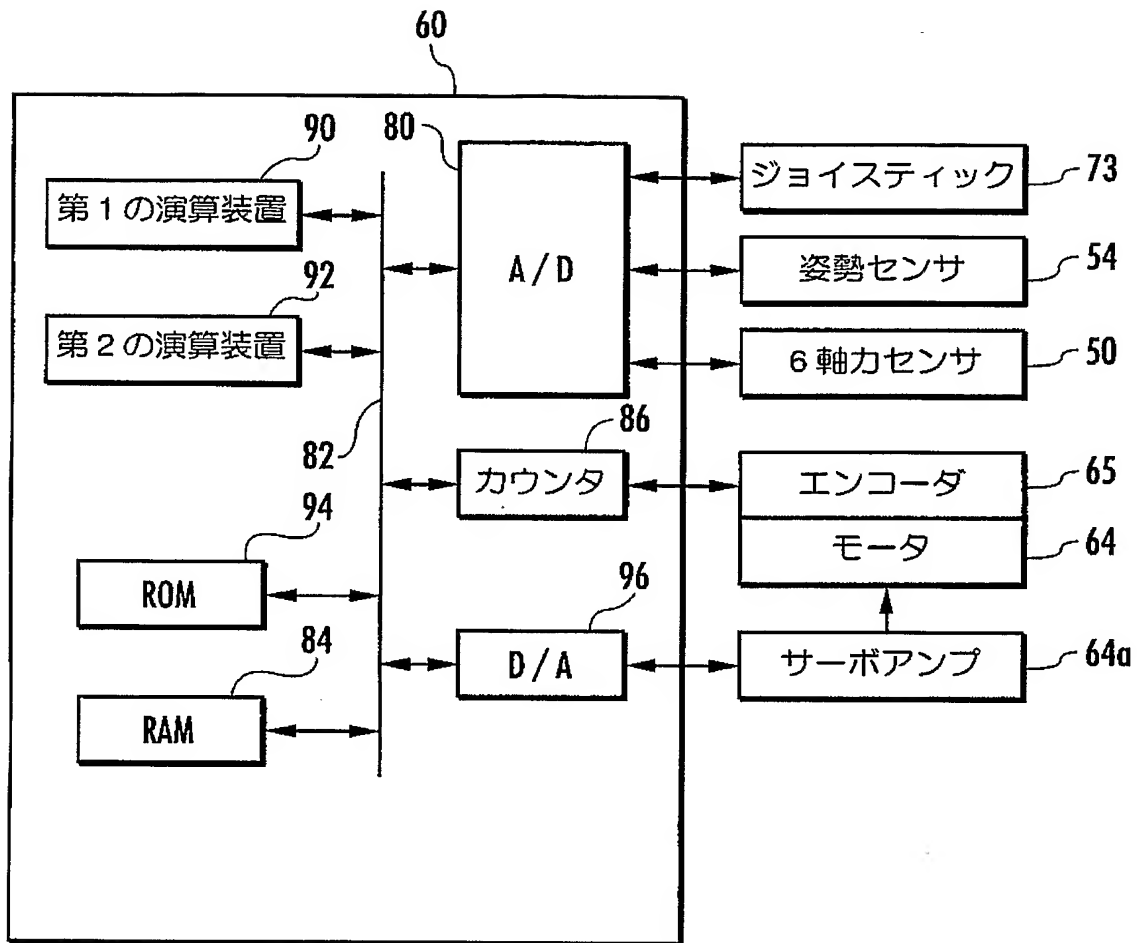 60
90
80
第1の演算装置
A/D
ジョイスティック
73
92
姿勢センサ
54
第2の演算装置
6軸力センサ
50
82
86
カウンタ
エンコーダ
65
94
モータ
64
ROM
96
84
D/A
サーボアンプ
64a
RAM